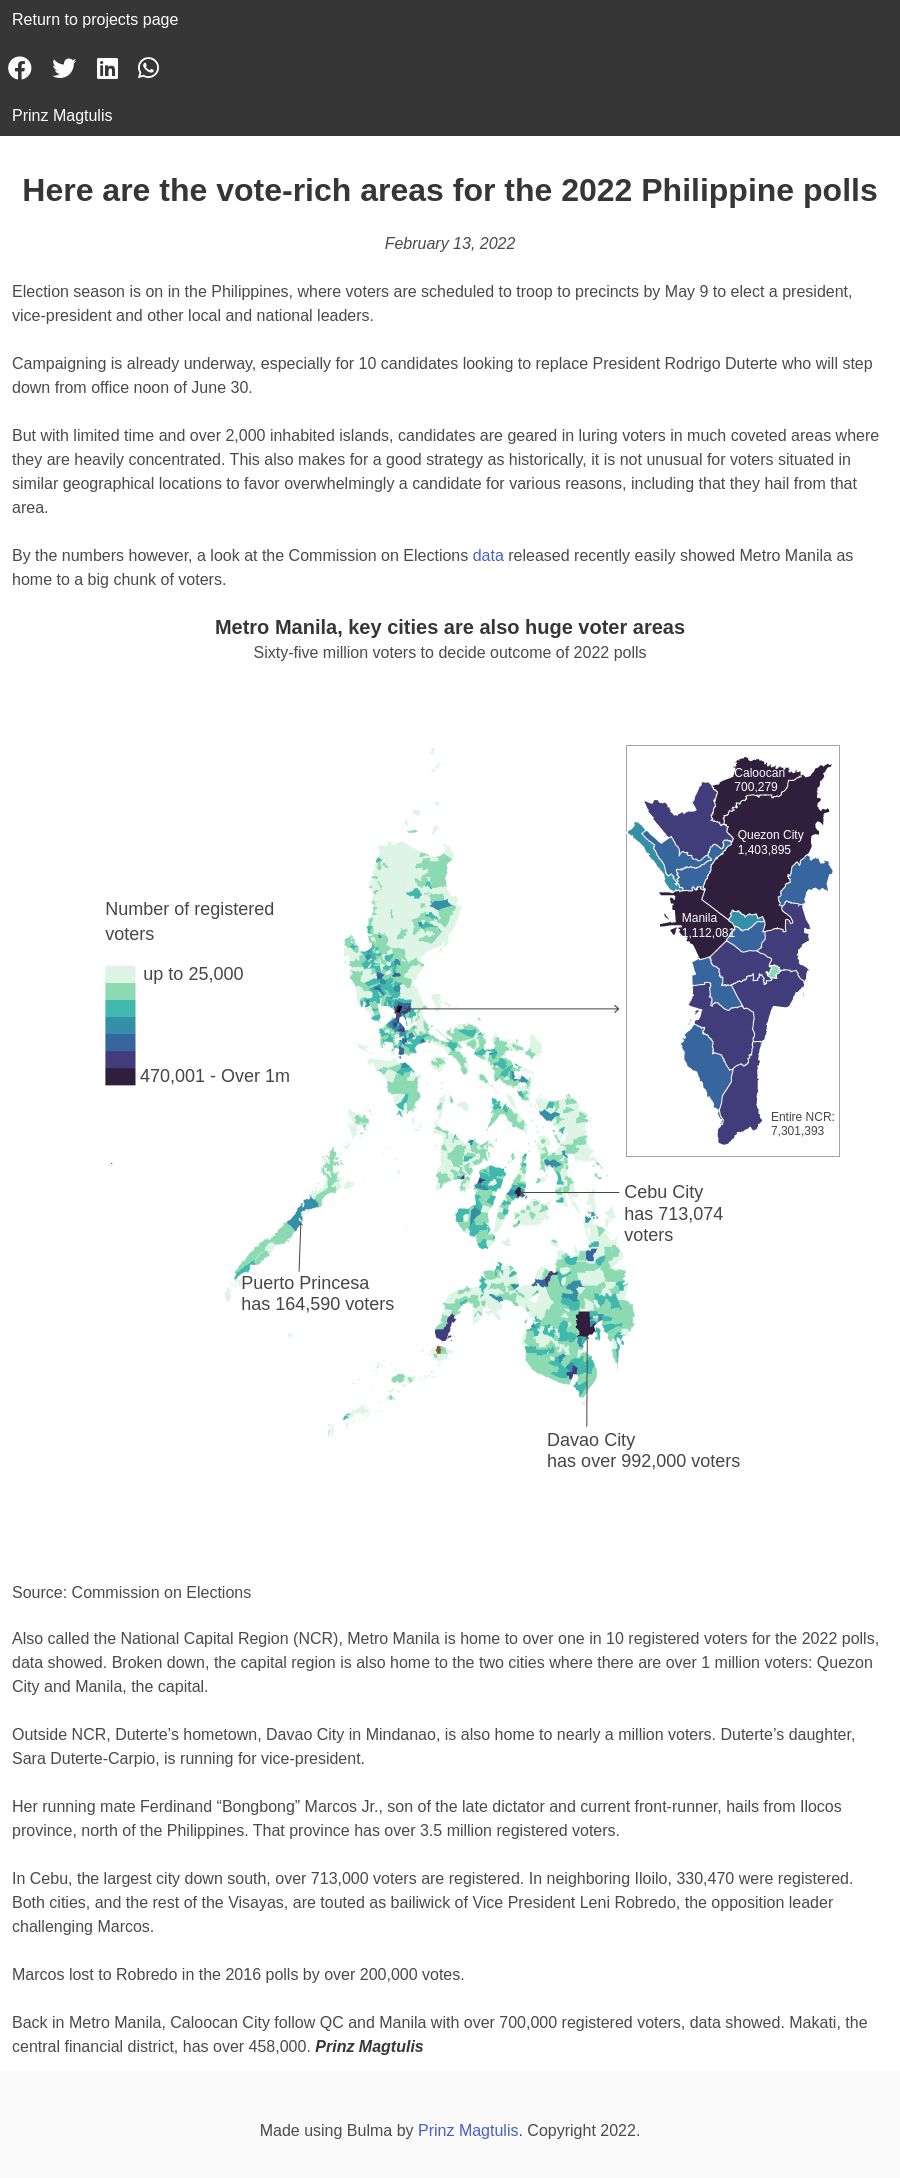 Return to projects page
Prinz Magtulis
Here are the vote-rich areas for the 2022 Philippine polls
February 13, 2022
Election season is on in the Philippines, where voters are scheduled to troop to precincts by May 9 to elect a president,
vice-president and other local and national leaders.
Campaigning is already underway, especially for 10 candidates looking to replace President Rodrigo Duterte who will step
down from office noon of June 30.
But with limited time and over 2,000 inhabited islands, candidates are geared in luring voters in much coveted areas where
they are heavily concentrated. This also makes for a good strategy as historically, it is not unusual for voters situated in
similar geographical locations to favor overwhelmingly a candidate for various reasons, including that they hail from that
area.
By the numbers however, a look at the Commission on Elections data released recently easily showed Metro Manila as
home to a big chunk of voters.
Metro Manila, key cities are also huge voter areas
Sixty-five million voters to decide outcome of 2022 polls
Caloocan
700,279
Quezon City
1,403,895
Manila
1,112,081
Entire NCR:
7,301,393
Number of registered
voters
up to 25,000
470,001 - Over 1m
Cebu City
has 713,074
voters
Puerto Princesa
has 164,590 voters
Davao City
has over 992,000 voters
Source: Commission on Elections
Also called the National Capital Region (NCR), Metro Manila is home to over one in 10 registered voters for the 2022 polls,
data showed. Broken down, the capital region is also home to the two cities where there are over 1 million voters: Quezon
City and Manila, the capital.
Outside NCR, Duterte’s hometown, Davao City in Mindanao, is also home to nearly a million voters. Duterte’s daughter,
Sara Duterte-Carpio, is running for vice-president.
Her running mate Ferdinand “Bongbong” Marcos Jr., son of the late dictator and current front-runner, hails from Ilocos
province, north of the Philippines. That province has over 3.5 million registered voters.
In Cebu, the largest city down south, over 713,000 voters are registered. In neighboring Iloilo, 330,470 were registered.
Both cities, and the rest of the Visayas, are touted as bailiwick of Vice President Leni Robredo, the opposition leader
challenging Marcos.
Marcos lost to Robredo in the 2016 polls by over 200,000 votes.
Back in Metro Manila, Caloocan City follow QC and Manila with over 700,000 registered voters, data showed. Makati, the
central financial district, has over 458,000. Prinz Magtulis
Made using Bulma by Prinz Magtulis. Copyright 2022.